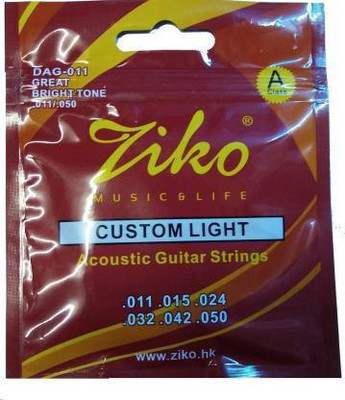 DAG-011
GREAT
BRIGHT TONE
.011/.050
A
Class
Ziko®
MUSIC & LIFE
CUSTOM LIGHT
Acoustic Guitar Strings
.011 .015 .024
.032 .042 .050
www.ziko.hk